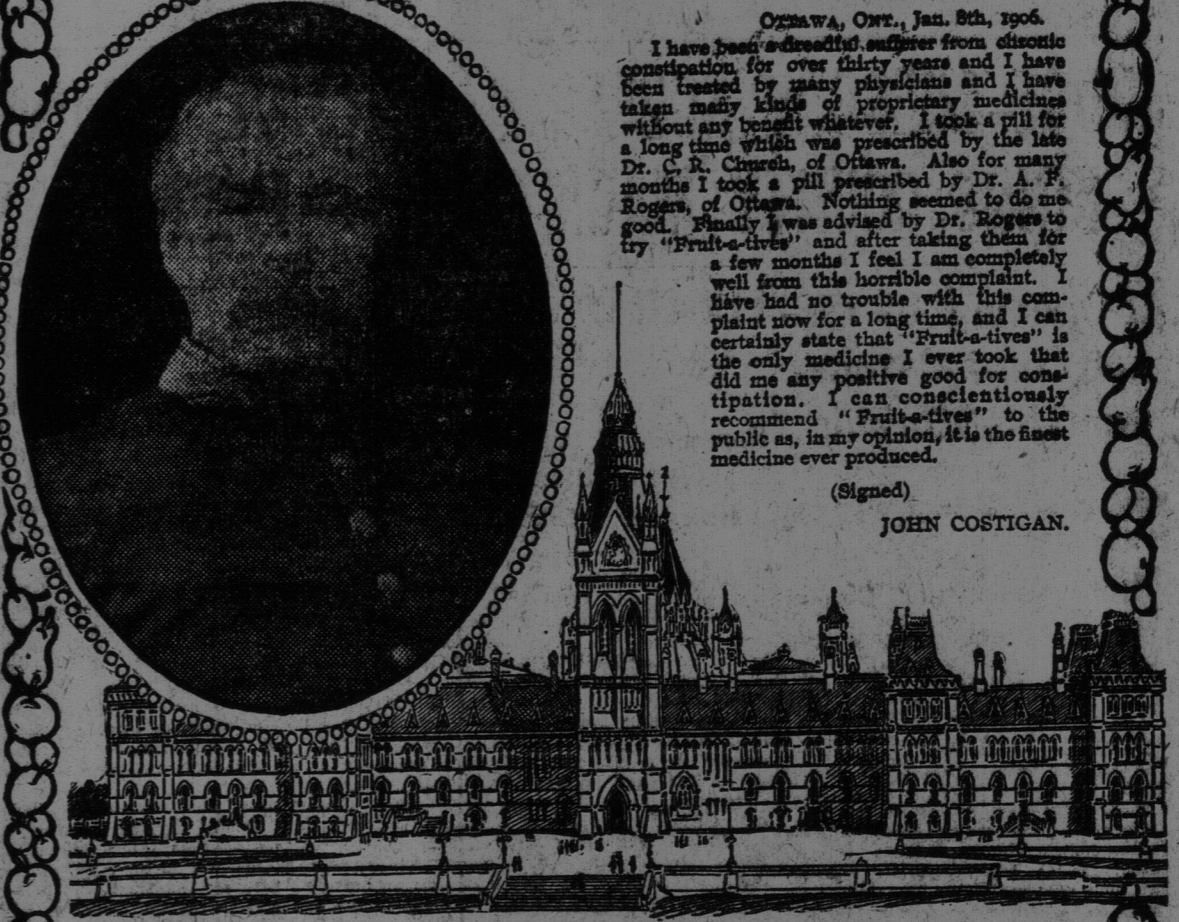 OTTAWA, ONT., Jan. 8th, 1906.
I have been a dreadful sufferer from chronic
constipation for over thirty years and I have
been treated by many physicians and I have
taken many kinds of proprietary medicines
without any benefit whatever. I took a pill for
a long time which was prescribed by the late
Dr. C. R. Church, of Ottawa. Also for many
months I took a pill prescribed by Dr. A. F.
Rogers, of Ottawa. Nothing seemed to do me
good. Finally I was advised by Dr. Rogers to
try "Fruit-a-tives" and after taking them for
a few months I feel I am completely
well from this horrible complaint. I
have had no trouble with this com-
plaint now for a long time, and I can
certainly state that "Fruit-a-tives" is
the only medicine I ever took that
did me any positive good for cons-
tipation. I can conscientiously
recommend "Fruit-a-tives" to the
public as, in my opinion, it is the finest
medicine ever produced.
(Signed)
JOHN COSTIGAN.